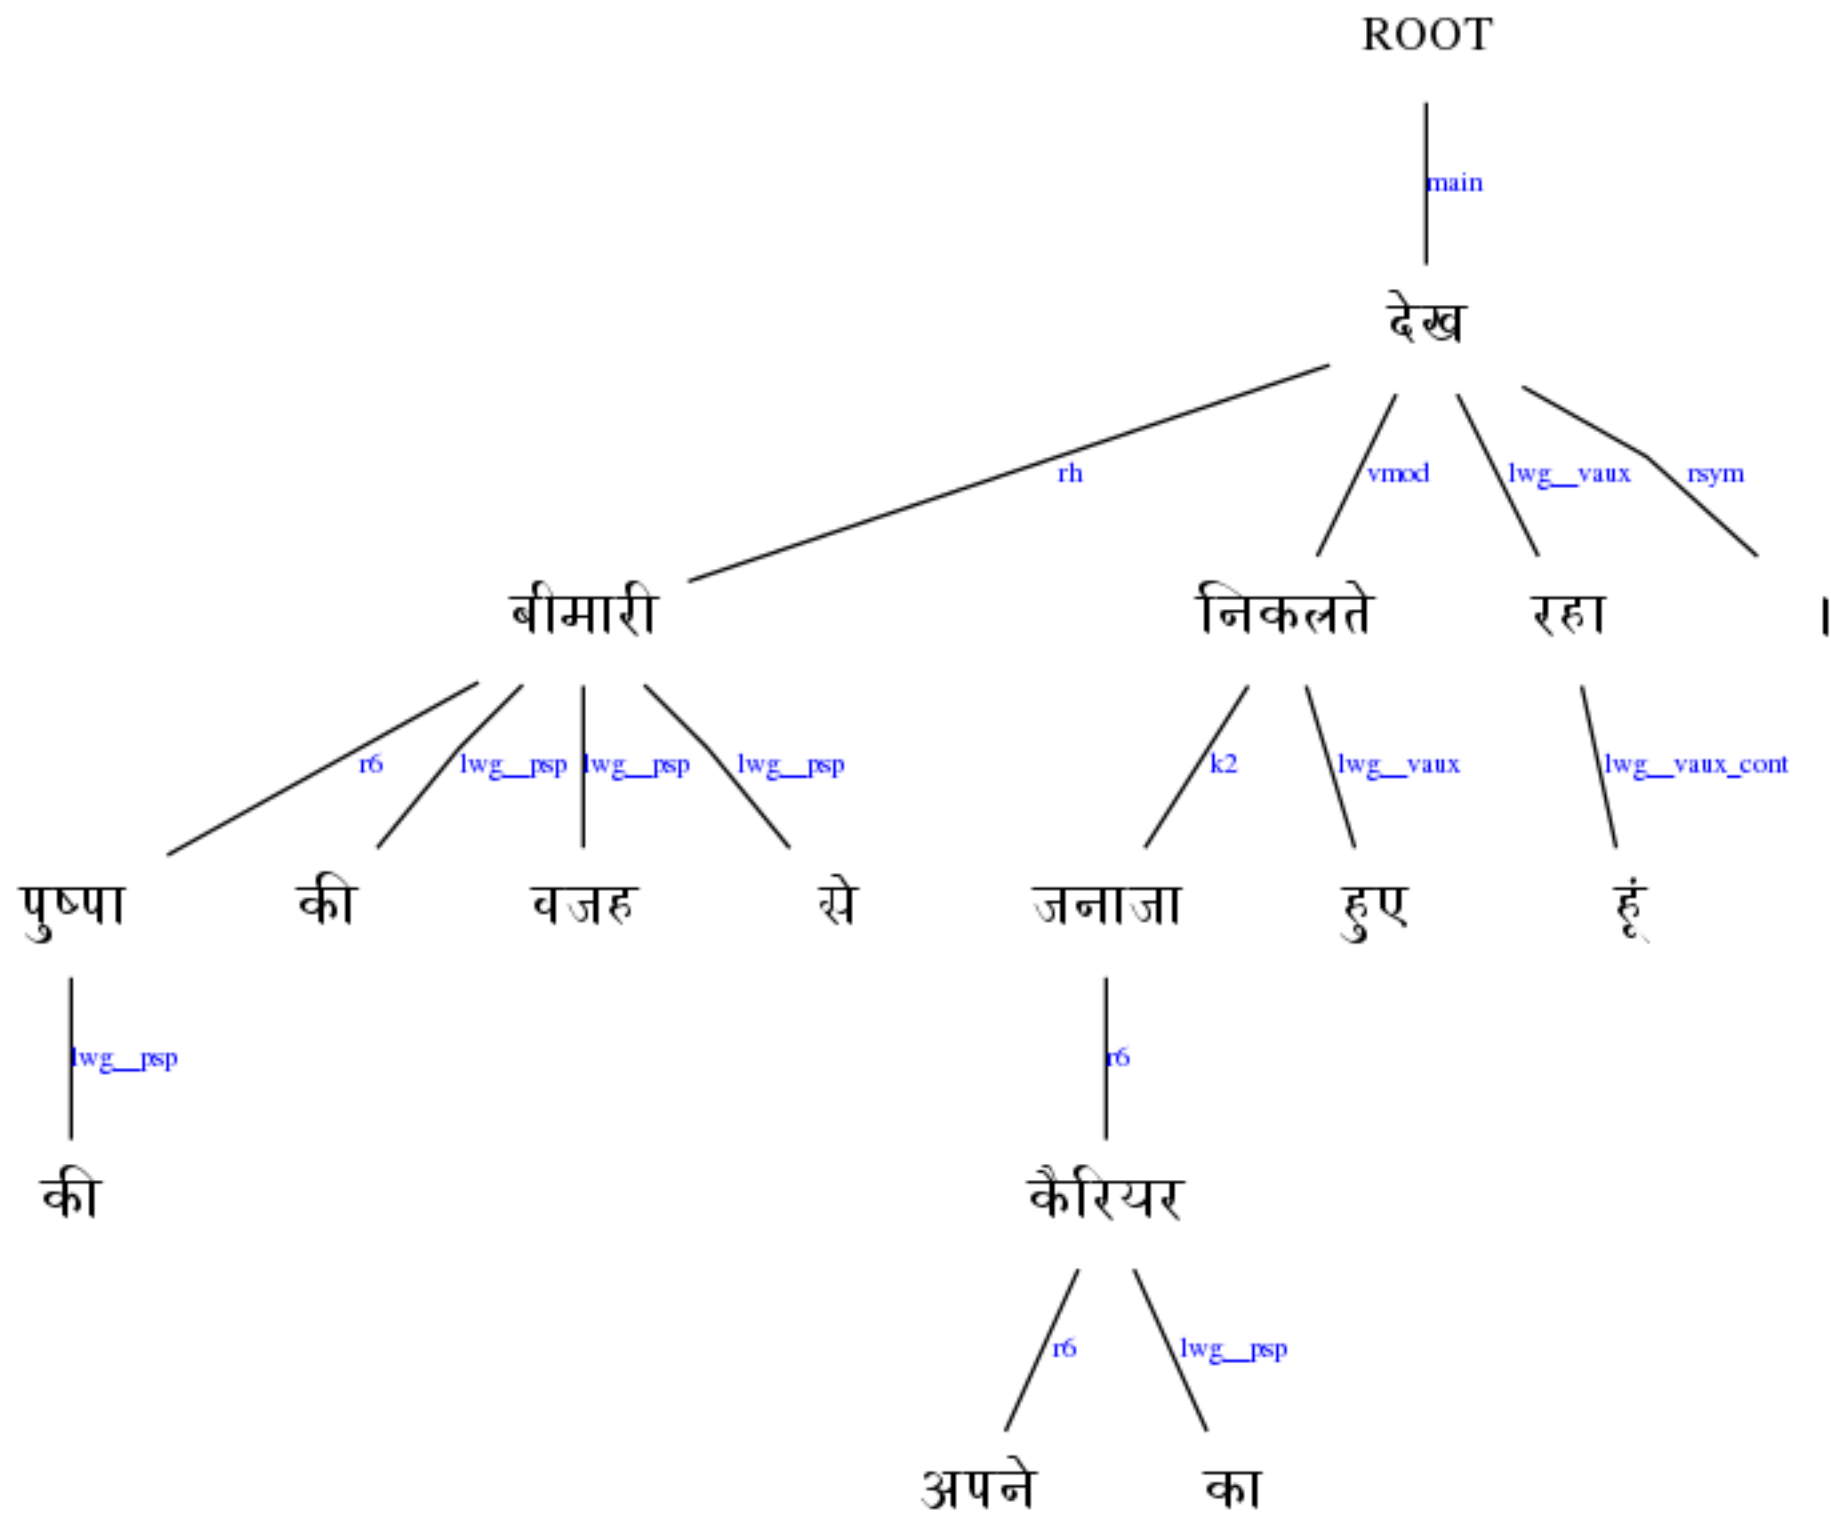 ROOT
main
देख
rh vmod lwg__vaux rsym
बीमारी निकलते रहा ।
r6 lwg__psp lwg__psp lwg__psp k2 lwg__vaux lwg__vaux_cont
पुष्पा की वजह से जनाजा हुए हूं
lwg__psp r6
की कैरियर
r6 lwg__psp
अपने का